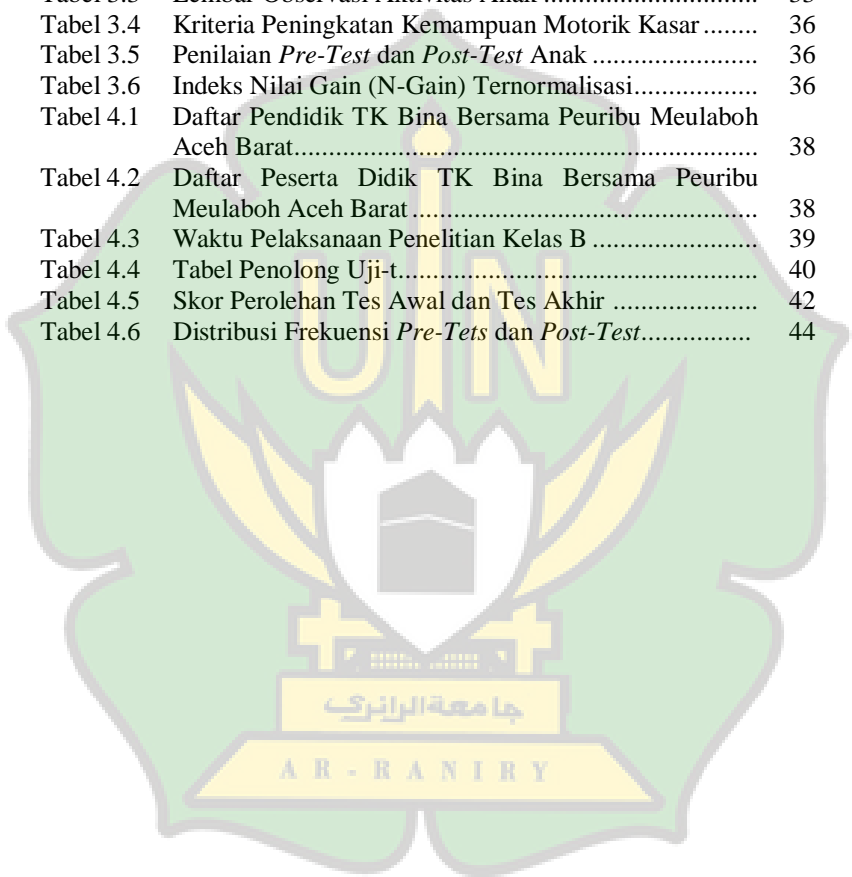 Tabel 3.4 Kriteria Peningkatan Kemampuan Motorik Kasar ........ 36
Tabel 3.5 Penilaian Pre-Test dan Post-Test Anak ........................ 36
Tabel 3.6 Indeks Nilai Gain (N-Gain) Ternormalisasi.................. 36
Tabel 4.1 Daftar Pendidik TK Bina Bersama Peuribu Meulaboh
Aceh Barat.................................................................... 38
Tabel 4.2 Daftar Peserta Didik TK Bina Bersama Peuribu
Meulaboh Aceh Barat .................................................. 38
Tabel 4.3 Waktu Pelaksanaan Penelitian Kelas B ........................ 39
Tabel 4.4 Tabel Penolong Uji-t.................................................... 40
Tabel 4.5 Skor Perolehan Tes Awal dan Tes Akhir ..................... 42
Tabel 4.6 Distribusi Frekuensi Pre-Tets dan Post-Test................ 44
UIN
جامعة الرانري
AR-RANIRY